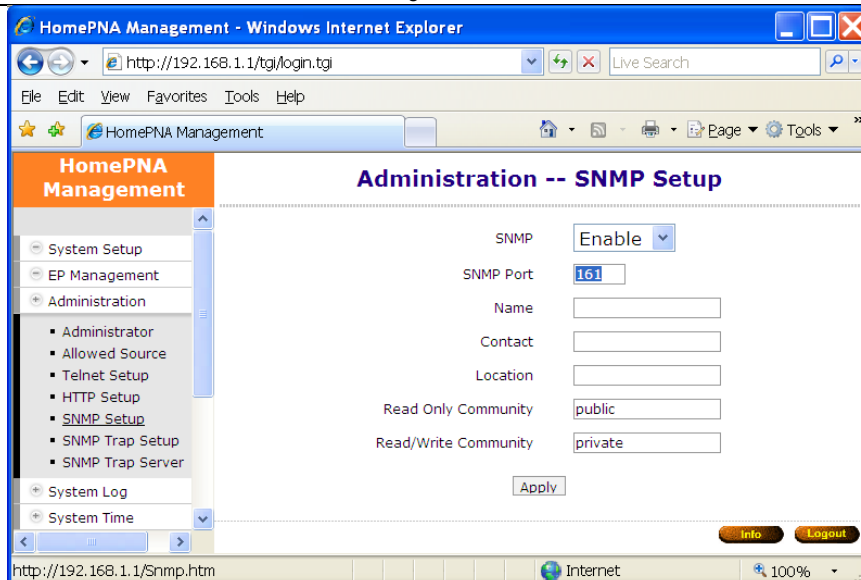 HomePNA Management - Windows Internet Explorer
http://192.168.1.1/tgi/login.tgi
Live Search
File Edit View Favorites Tools Help
HomePNA Management
Page Tools
HomePNA
Management
System Setup
EP Management
Administration
Administrator
Allowed Source
Telnet Setup
HTTP Setup
SNMP Setup
SNMP Trap Setup
SNMP Trap Server
System Log
System Time
Administration -- SNMP Setup
SNMP Enable
SNMP Port 161
Name
Contact
Location
Read Only Community public
Read/Write Community private
Apply
Info Logout
http://192.168.1.1/Snmp.htm Internet 100%